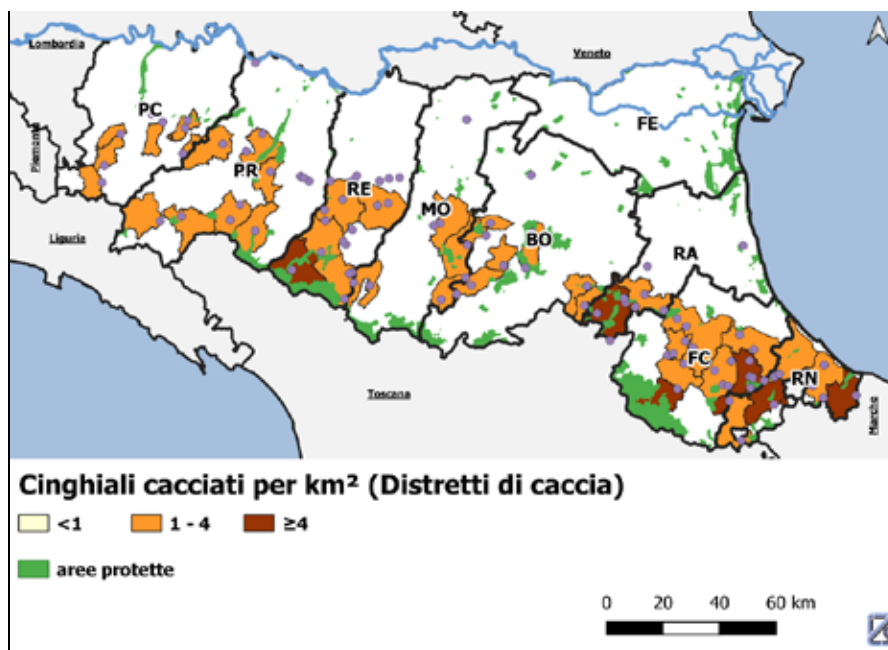 Lombardia
Veneto
PC
FE
Piemonte
PR
RE
MO
Liguria
BO
RA
FC
Toscana
RN
Marche
Cinghiali cacciati per km² (Distretti di caccia)
<1 1 - 4 ≥4
aree protette
0 20 40 60 km